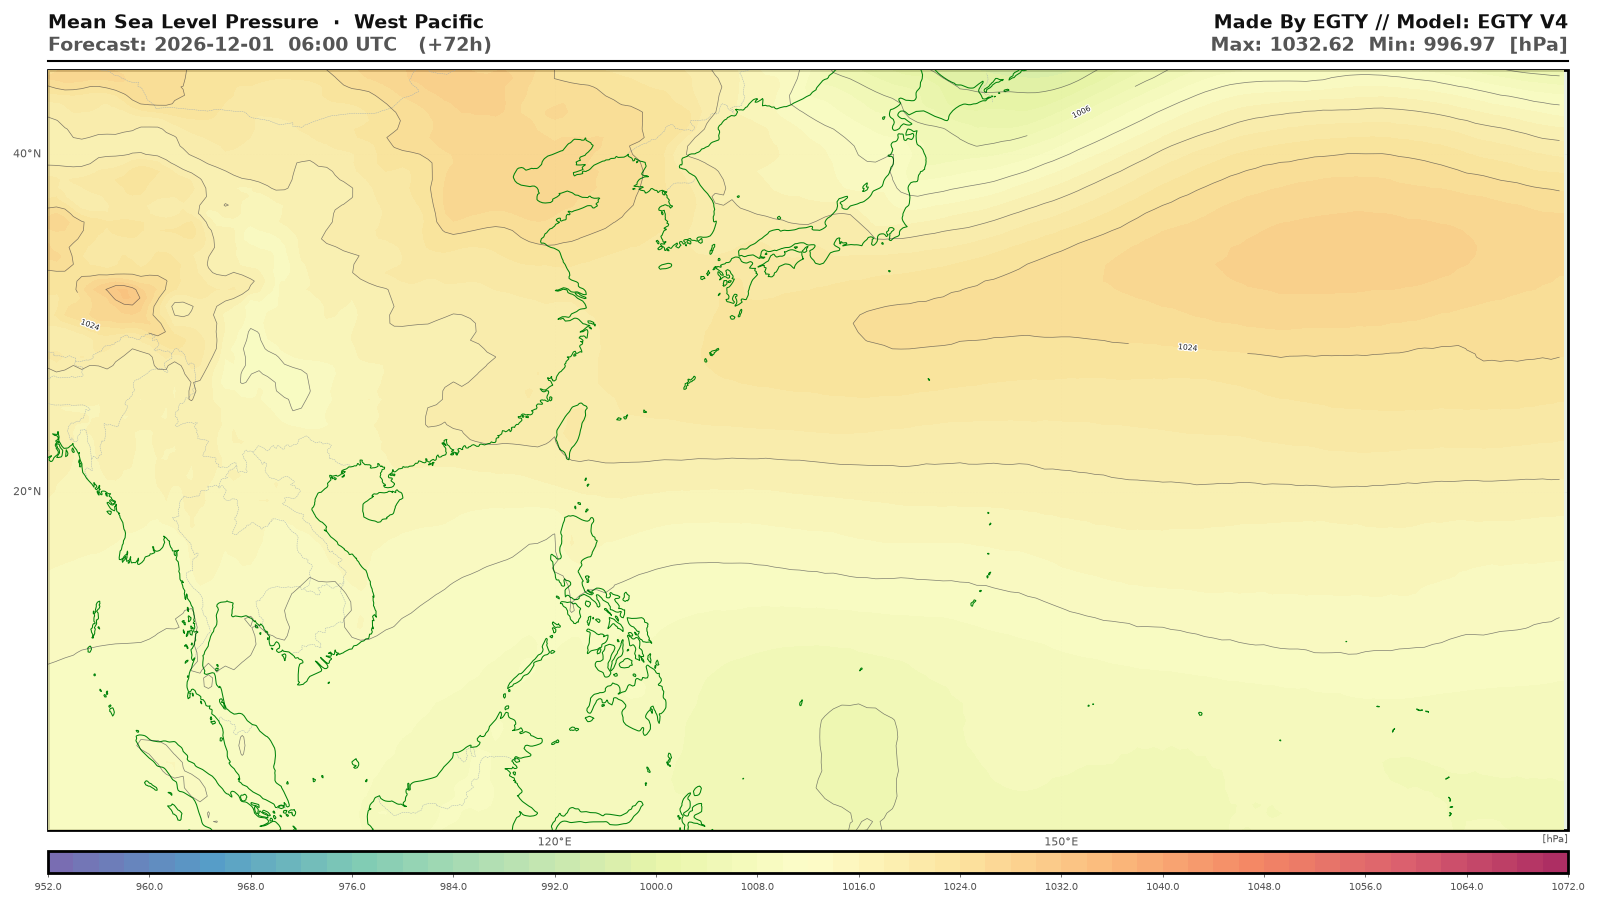 Mean Sea Level Pressure · West Pacific
Made By EGTY // Model: EGTY V4
Forecast: 2026-12-01 06:00 UTC (+72h)
Max: 1032.62 Min: 996.97 [hPa]
1006
40°N
1024
1024
20°N
120°E
150°E
[hPa]
952.0 960.0 968.0 976.0 984.0 992.0 1000.0 1008.0 1016.0 1024.0 1032.0 1040.0 1048.0 1056.0 1064.0 1072.0